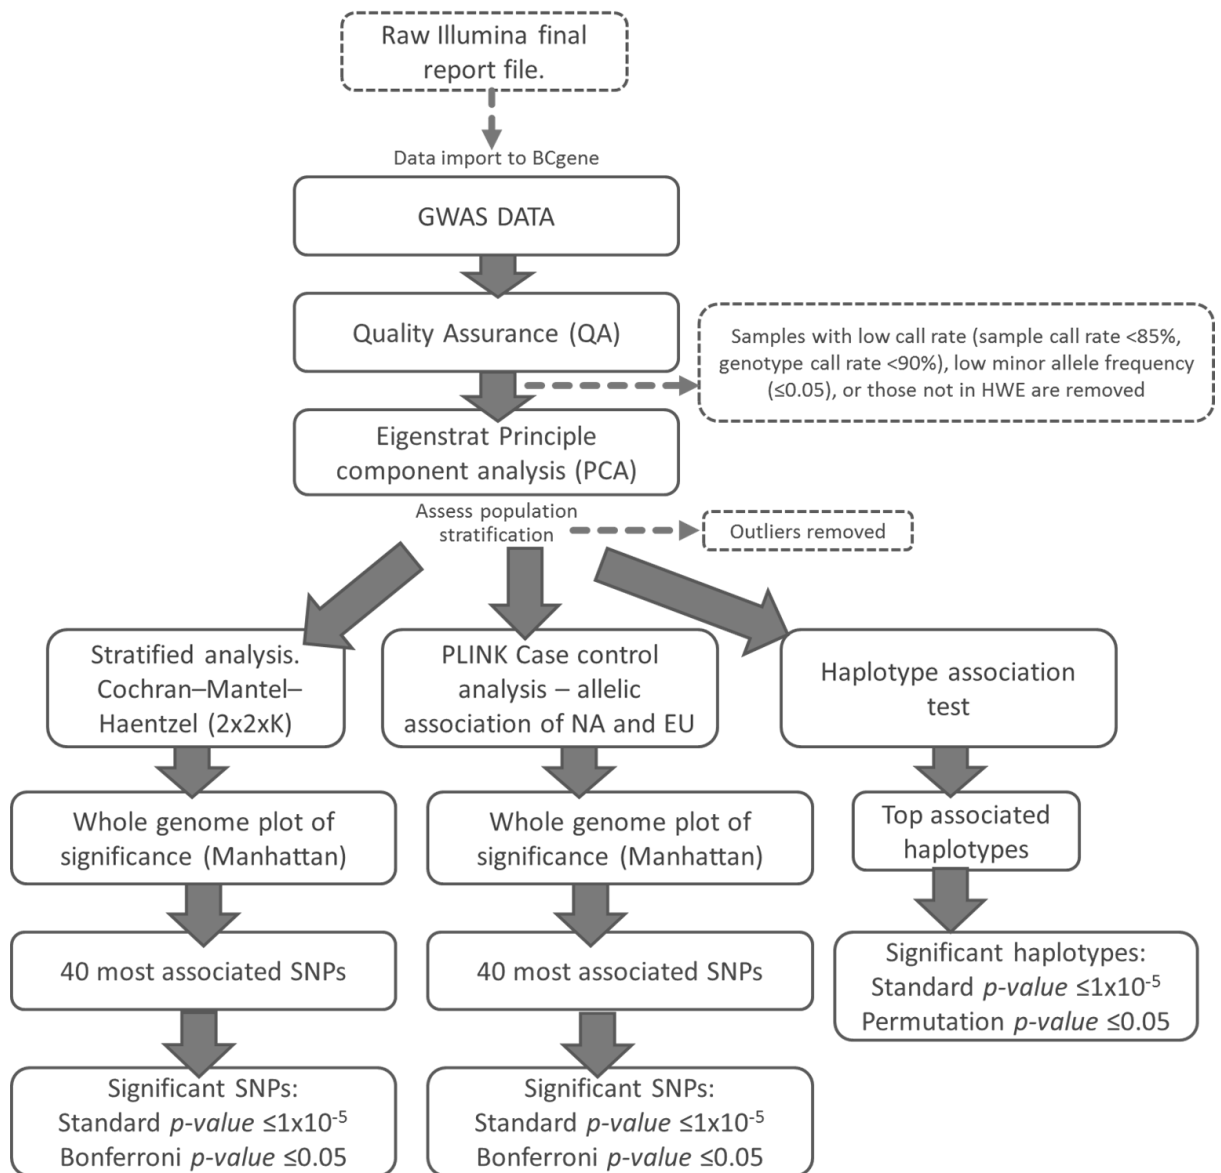 Raw Illumina final
report file.
Data import to BCgene
GWAS DATA
Quality Assurance (QA)
Samples with low call rate (sample call rate <85%,
genotype call rate <90%), low minor allele frequency
(≤0.05), or those not in HWE are removed
Eigenstrat Principle
component analysis (PCA)
Assess population
stratification
Outliers removed
Stratified analysis.
Cochran–Mantel–
Haentzel (2x2xK)
PLINK Case control
analysis – allelic
association of NA and EU
Haplotype association
test
Whole genome plot of
significance (Manhattan)
Whole genome plot of
significance (Manhattan)
Top associated
haplotypes
40 most associated SNPs
40 most associated SNPs
Significant haplotypes:
Standard p-value ≤1x10⁻⁵
Permutation p-value ≤0.05
Significant SNPs:
Standard p-value ≤1x10⁻⁵
Bonferroni p-value ≤0.05
Significant SNPs:
Standard p-value ≤1x10⁻⁵
Bonferroni p-value ≤0.05